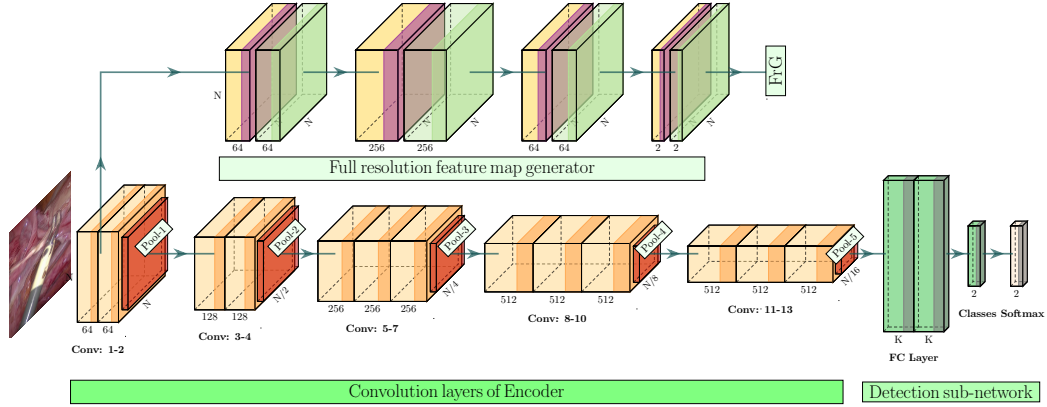 N
N
N
N
N
N
N
N
N
FrG
64 64
256 256
64 64
2 2
Full resolution feature map generator
Pool-1
Pool-2
Pool-3
Pool-4
Pool-5
N
N/2
N/4
N/8
N/16
64 64
128 128
256 256 256
512 512 512
512 512 512
K K
2
2
Conv: 1-2
Conv: 3-4
Conv: 5-7
Conv: 8-10
Conv: 11-13
FC Layer
Classes
Softmax
Convolution layers of Encoder
Detection sub-network